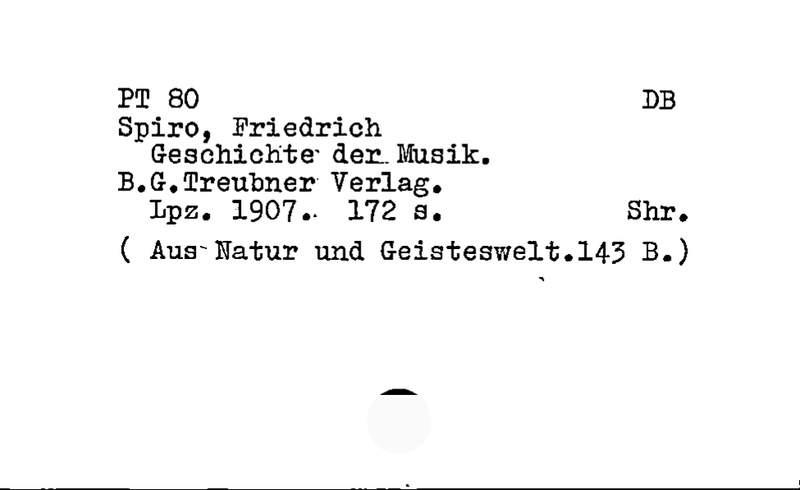 PT 80 DB
Spiro, Friedrich
Geschichte der Musik.
B.G.Treubner Verlag.
Lpz. 1907. 172 s. Shr.
( Aus Natur und Geisteswelt.143 B.)